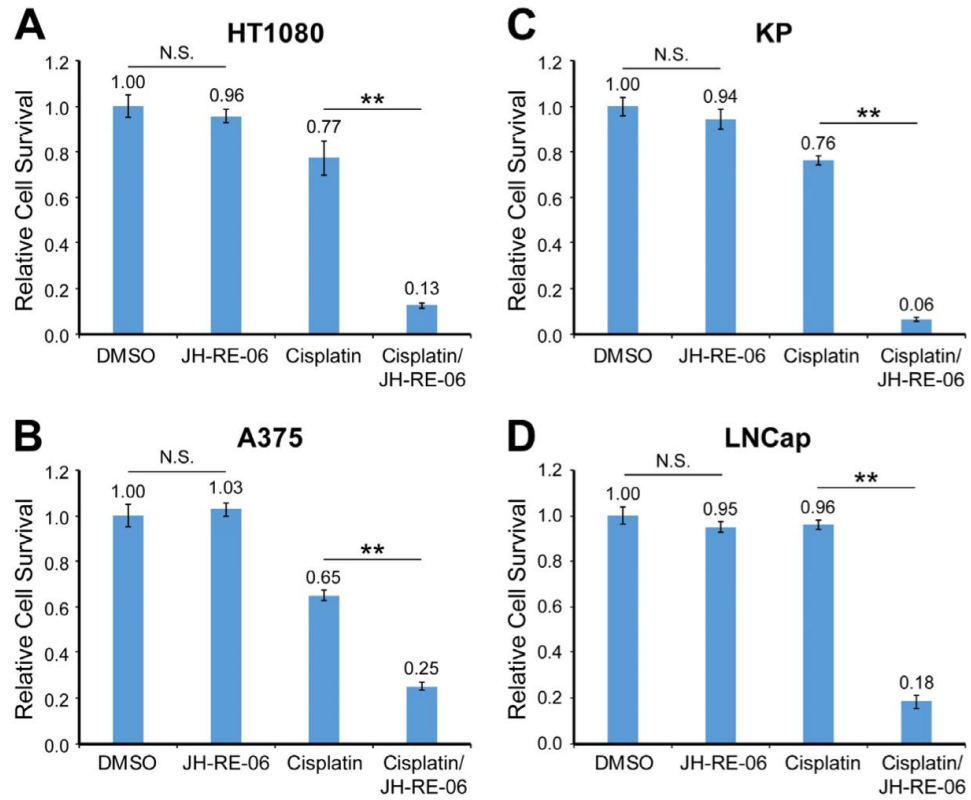 A
HT1080
N.S.
1.00
0.96
0.77
**
0.13
Relative Cell Survival
1.2
1.0
0.8
0.6
0.4
0.2
0.0
DMSO
JH-RE-06
Cisplatin
Cisplatin/
JH-RE-06
C
KP
N.S.
1.00
0.94
0.76
**
0.06
Relative Cell Survival
1.2
1.0
0.8
0.6
0.4
0.2
0.0
DMSO
JH-RE-06
Cisplatin
Cisplatin/
JH-RE-06
B
A375
N.S.
1.00
1.03
0.65
**
0.25
Relative Cell Survival
1.2
1.0
0.8
0.6
0.4
0.2
0.0
DMSO
JH-RE-06
Cisplatin
Cisplatin/
JH-RE-06
D
LNCap
N.S.
1.00
0.95
0.96
**
0.18
Relative Cell Survival
1.2
1.0
0.8
0.6
0.4
0.2
0.0
DMSO
JH-RE-06
Cisplatin
Cisplatin/
JH-RE-06